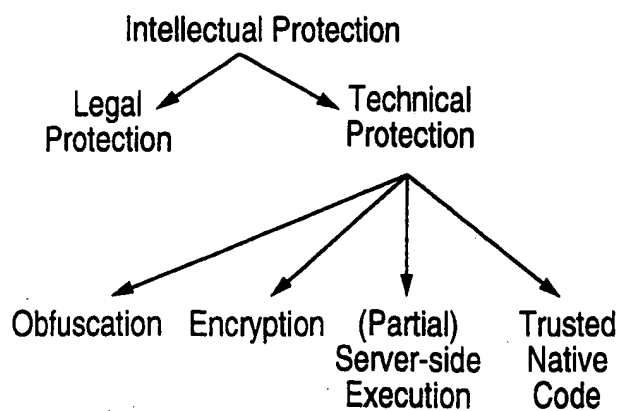 Intellectual Protection
Legal
Protection
Technical
Protection
Obfuscation
Encryption
(Partial)
Server-side
Execution
Trusted
Native
Code